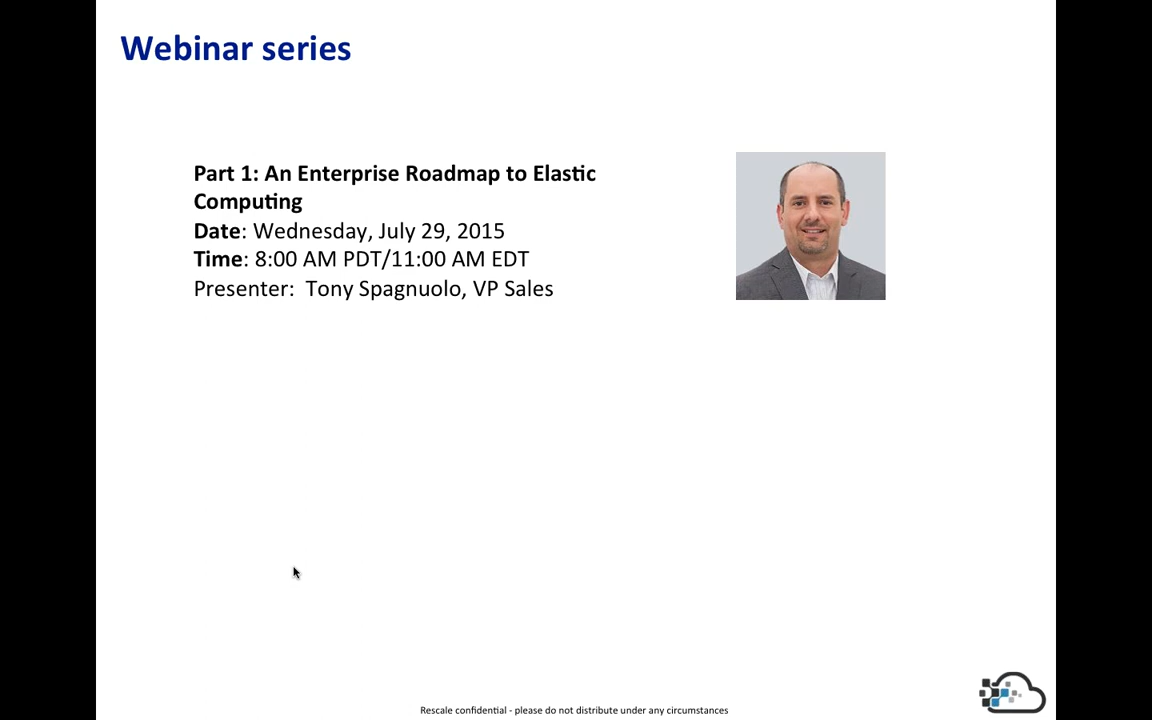 Webinar series
Part 1: An Enterprise Roadmap to Elastic
Computing
Date: Wednesday, July 29, 2015
Time: 8:00 AM PDT/11:00 AM EDT
Presenter:  Tony Spagnuolo, VP Sales
Rescale confidential - please do not distribute under any circumstances